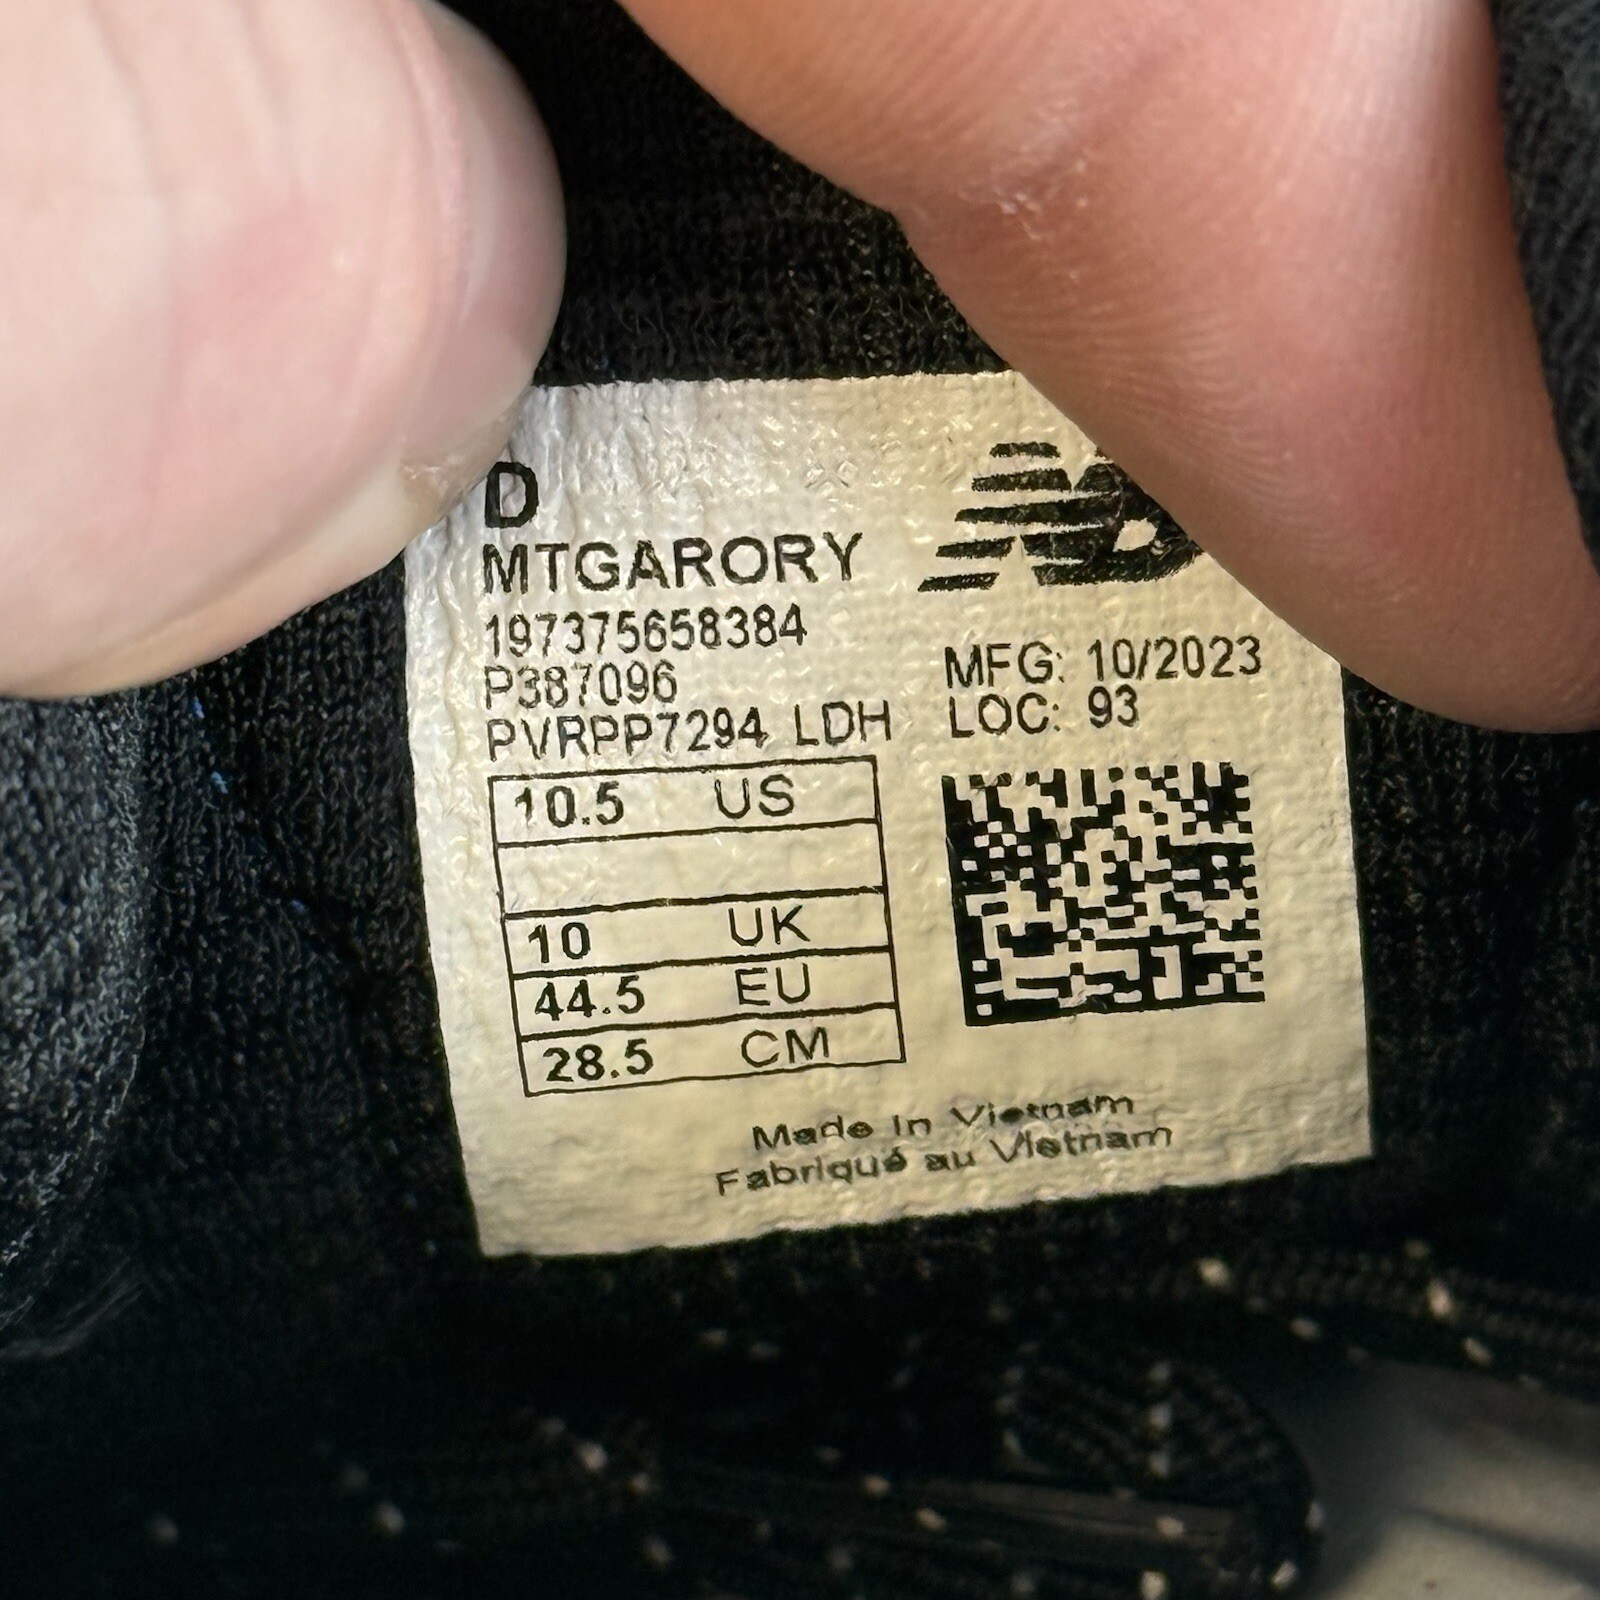 D
MTGARORY
197375658384
P387096
PVRPP7294 LDH
MFG: 10/2023
LOC: 93
10.5 US
10 UK
44.5 EU
28.5 CM
Made in Vietnam
Fabriqué au Vietnam